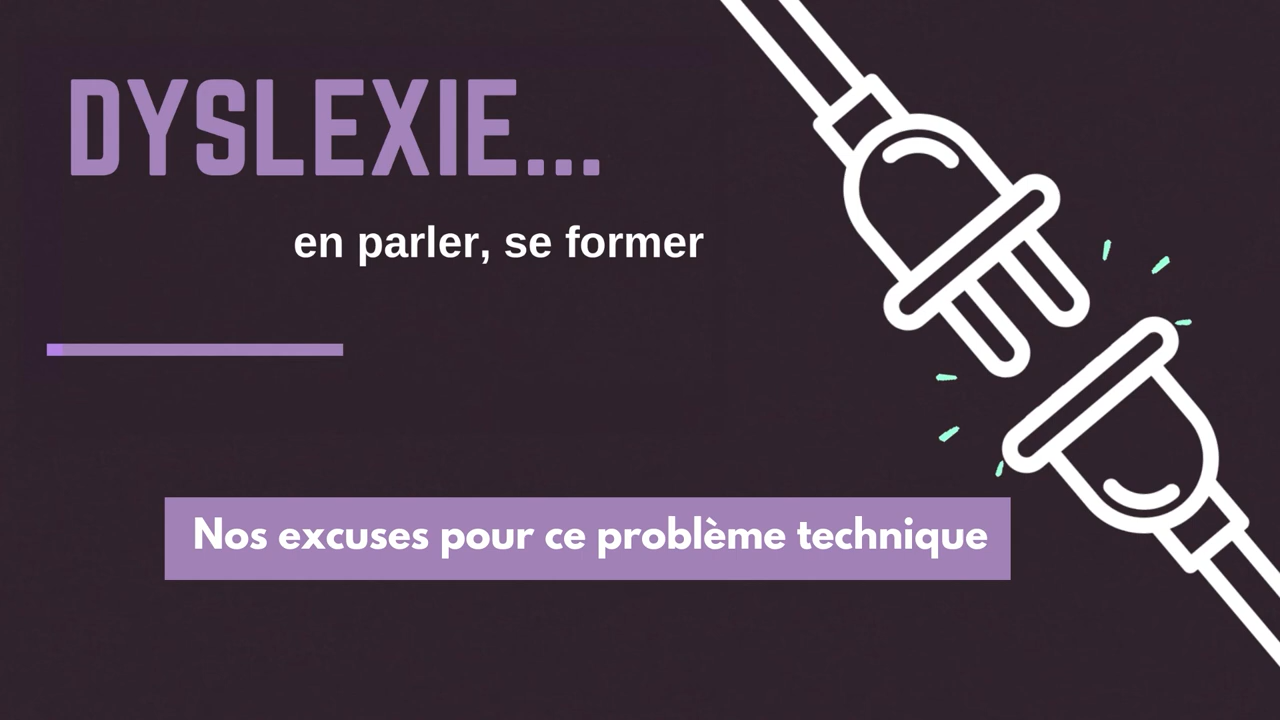 DYSLEXIE...
en parler, se former
Nos excuses pour ce problème technique